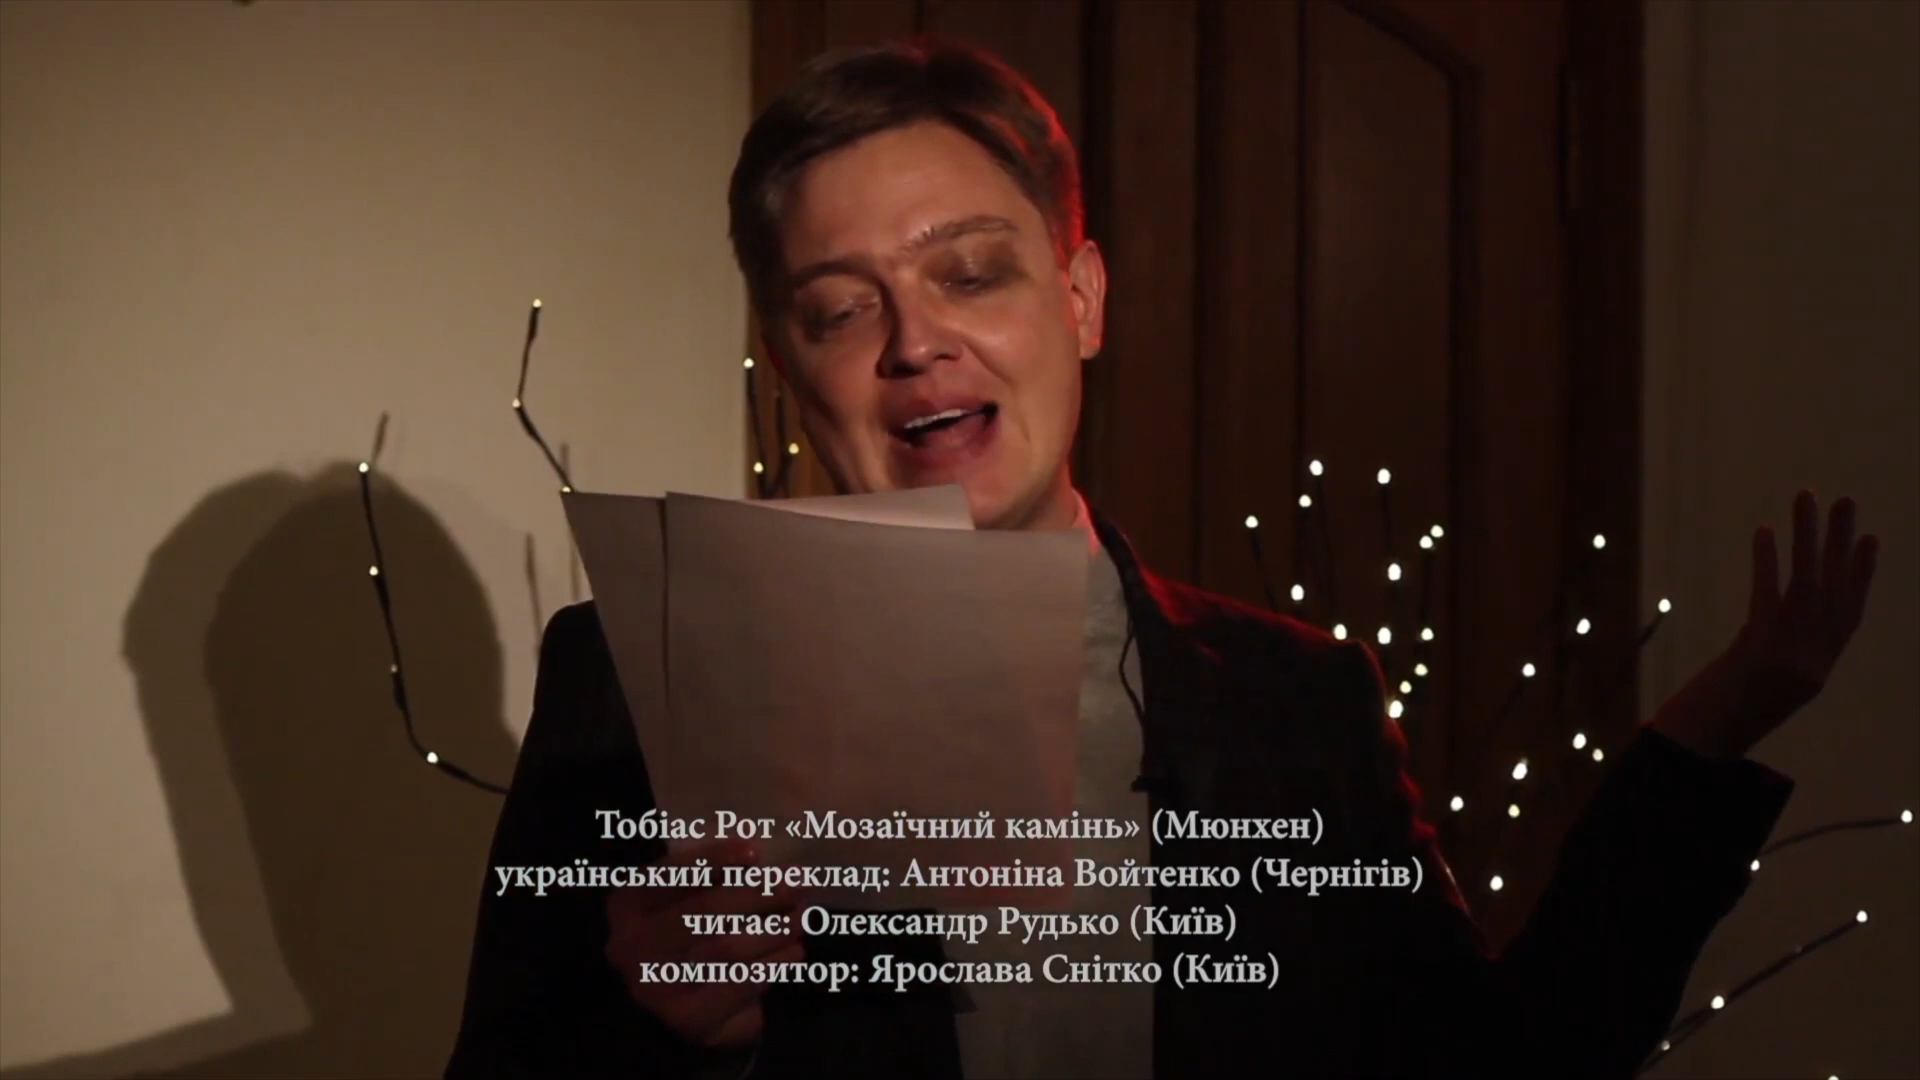 Тобіас Рот «Мозаїчний камінь» (Мюнхен)
український переклад: Антоніна Войтенко (Чернігів)
читає: Олександр Рудько (Київ)
композитор: Ярослава Снітко (Київ)